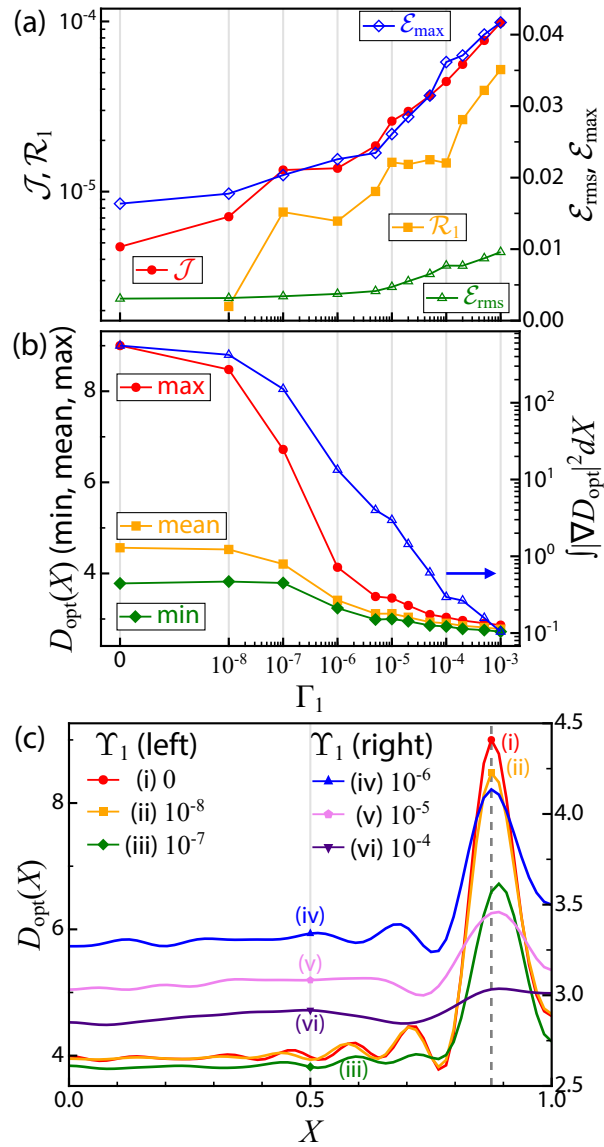 (a)
10⁻⁴
10⁻⁵
𝒥, ℛ₁
ℰmax
𝒥
ℛ₁
ℰrms
0.04
0.03
0.02
0.01
0.00
ℰrms, ℰmax
(b)
8
6
4
Dopt(X) (min, mean, max)
max
mean
min
10²
10¹
10⁰
10⁻¹
∫|∇Dopt|²dX
0 10⁻⁸ 10⁻⁷ 10⁻⁶ 10⁻⁵ 10⁻⁴ 10⁻³
Γ₁
(c)
ϒ₁ (left) ϒ₁ (right)
(i) 0 (iv) 10⁻⁶
(ii) 10⁻⁸ (v) 10⁻⁵
(iii) 10⁻⁷ (vi) 10⁻⁴
(i)
(ii)
(iv)
(v)
(vi)
(iii)
8
6
4
Dopt(X)
4.5
4.0
3.5
3.0
2.5
0.0 0.5 1.0
X